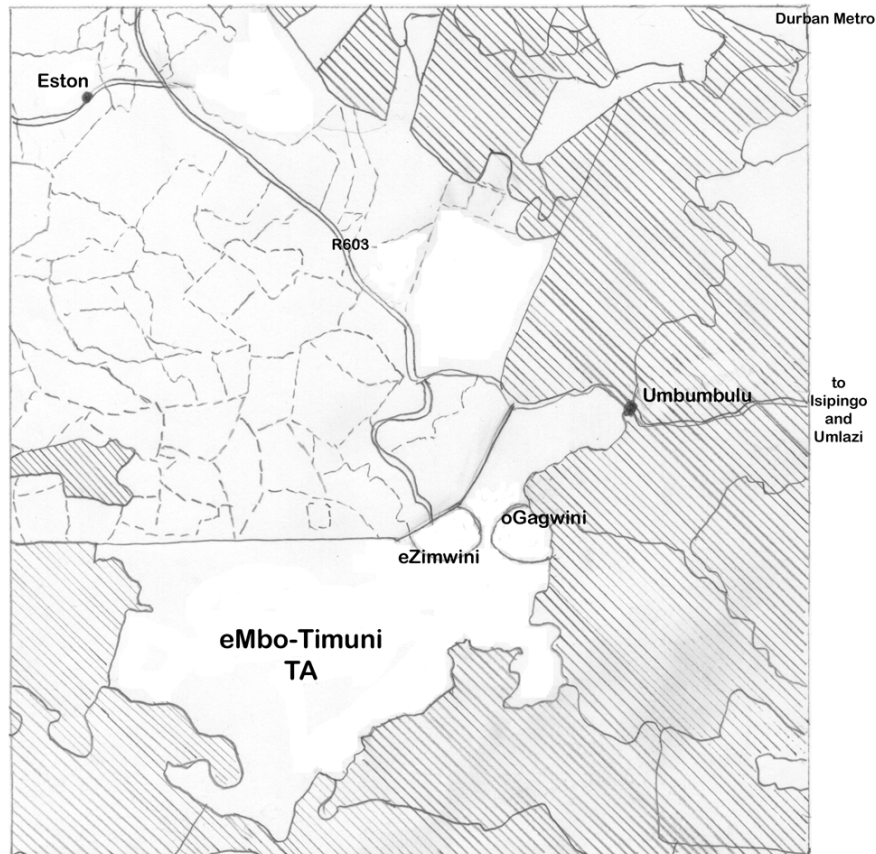 Durban Metro
Eston
R603
to
Isipingo
and
Umlazi
Umbumbulu
oGagwini
eZimwini
eMbo-Timuni
TA